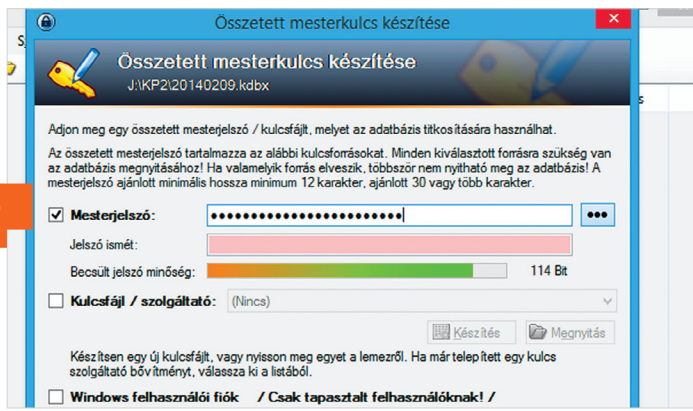 Összetett mesterkulcs készítése
Összetett mesterkulcs készítése
J:\KP2\20140209.kdbx
Adjon meg egy összetett mesterjelszó / kulcsfájlt, melyet az adatbázis titkosítására használhat.
Az összetett mesterjelszó tartalmazza az alábbi kulcsforrásokat. Minden kiválasztott forrásra szükség van
az adatbázis megnyitásához! Ha valamelyik forrás elveszik, többször nem nyitható meg az adatbázis! A
mesterjelszó ajánlott minimális hossza minimum 12 karakter, ajánlott 30 vagy több karakter.
Mesterjelszó:
Jelszó ismét:
Becsült jelszó minőség: 114 Bit
Kulcsfájl / szolgáltató: (Nincs)
Készítés Megnyitás
Készítsen egy új kulcsfájlt, vagy nyisson meg egyet a lemezről. Ha már telepített egy kulcs
szolgáltató bővítményt, válassza ki a listából.
Windows felhasználói fiók / Csak tapasztalt felhasználóknak! /